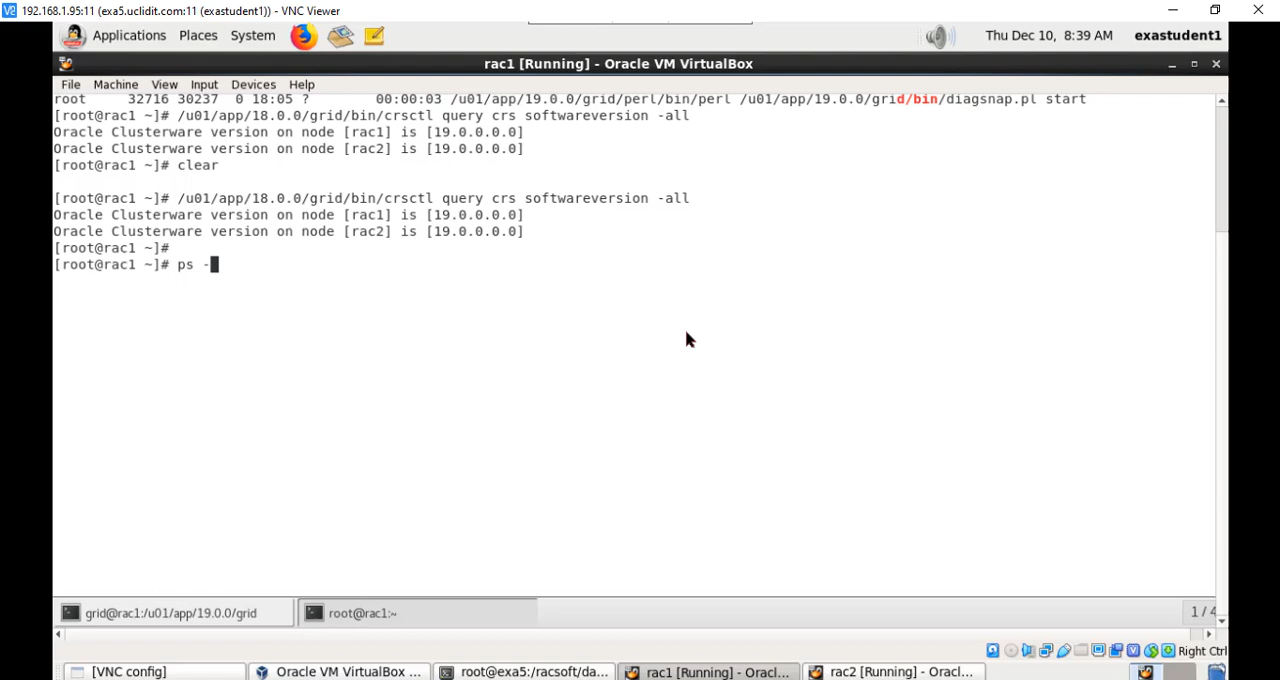 192.168.1.95:11 (exa5.uclidit.com:11 (exastudent1)) - VNC Viewer
Applications Places System Thu Dec 10, 8:39 AM exastudent1
rac1 [Running] - Oracle VM VirtualBox
File Machine View Input Devices Help
root 32716 30237 0 18:05 ? 00:00:03 /u01/app/19.0.0/grid/perl/bin/perl /u01/app/19.0.0/grid/bin/diagsnap.pl start
[root@rac1 ~]# /u01/app/18.0.0/grid/bin/crsctl query crs softwareversion -all
Oracle Clusterware version on node [rac1] is [19.0.0.0.0]
Oracle Clusterware version on node [rac2] is [19.0.0.0.0]
[root@rac1 ~]# clear
[root@rac1 ~]# /u01/app/18.0.0/grid/bin/crsctl query crs softwareversion -all
Oracle Clusterware version on node [rac1] is [19.0.0.0.0]
Oracle Clusterware version on node [rac2] is [19.0.0.0.0]
[root@rac1 ~]#
[root@rac1 ~]# ps -
grid@rac1:/u01/app/19.0.0/grid root@rac1:~ 1 / 4
Right Ctrl
[VNC config] Oracle VM VirtualBox ... root@exa5:/racsoft/da... rac1 [Running] - Oracl... rac2 [Running] - Oracl...